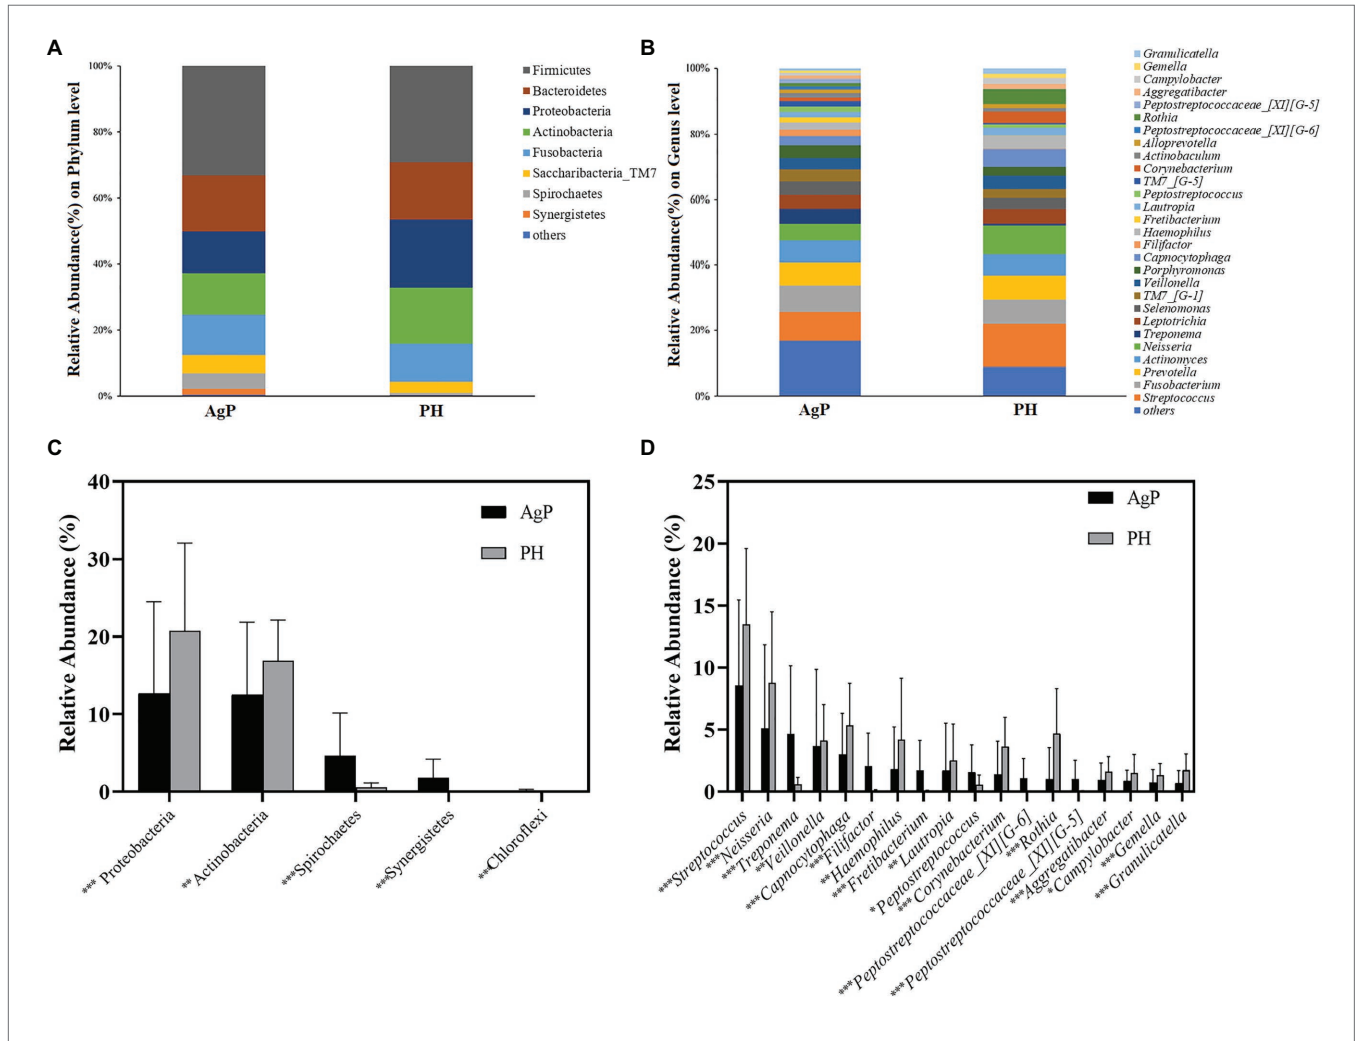 A
Relative Abundance(%) on Phylum level
100%
80%
60%
40%
20%
0%
AgP
PH
Firmicutes
Bacteroidetes
Proteobacteria
Actinobacteria
Fusobacteria
Saccharibacteria_TM7
Spirochaetes
Synergistetes
others
B
Relative Abundance(%) on Genus level
100%
80%
60%
40%
20%
0%
AgP
PH
Granulicatella
Gemella
Campylobacter
Aggregatibacter
Peptostreptococcaceae_[XI][G-5]
Rothia
Peptostreptococcaceae_[XI][G-6]
Alloprevotella
Actinobaculum
Corynebacterium
TM7_[G-5]
Peptostreptococcus
Lautropia
Fretibacterium
Haemophilus
Filifactor
Capnocytophaga
Porphyromonas
Veillonella
TM7_[G-1]
Selenomonas
Leptotrichia
Treponema
Neisseria
Actinomyces
Prevotella
Fusobacterium
Streptococcus
others
C
Relative Abundance (%)
40
30
20
10
0
AgP
PH
*** Proteobacteria
** Actinobacteria
***Spirochaetes
***Synergistetes
**Chloroflexi
D
Relative Abundance (%)
25
20
15
10
5
0
AgP
PH
***Streptococcus
***Neisseria
***Treponema
**Veillonella
***Capnocytophaga
***Filifactor
**Haemophilus
***Fretibacterium
**Lautropia
*Peptostreptococcus
***Corynebacterium
***Peptostreptococcaceae_[XI][G-6]
***Rothia
***Peptostreptococcaceae_[XI][G-5]
***Aggregatibacter
*Campylobacter
***Gemella
***Granulicatella